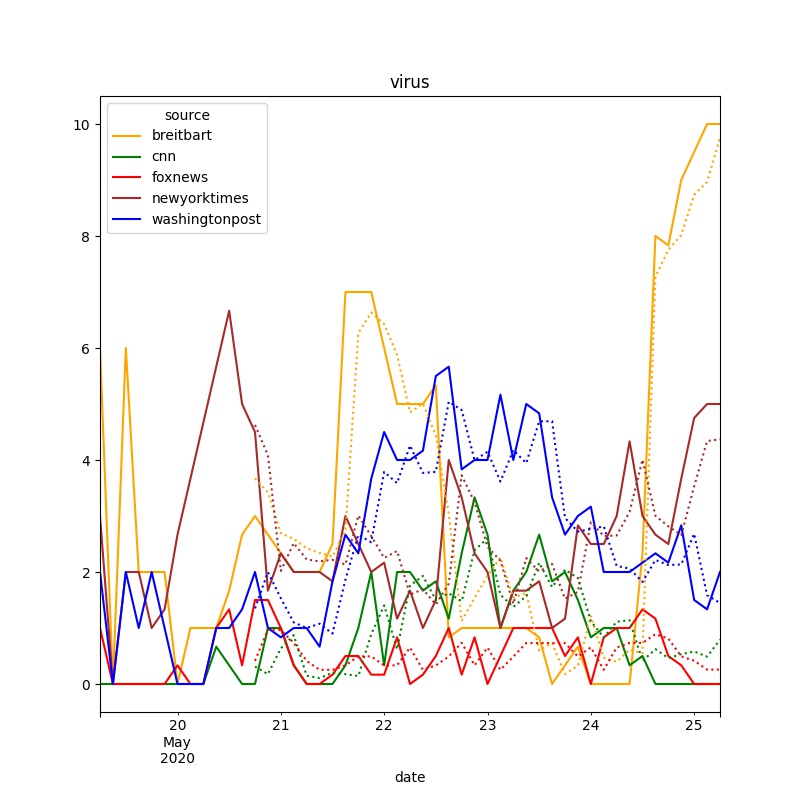 virus
source
breitbart
cnn
foxnews
newyorktimes
washingtonpost
10
8
6
4
2
0
20 21 22 23 24 25
May
2020
date